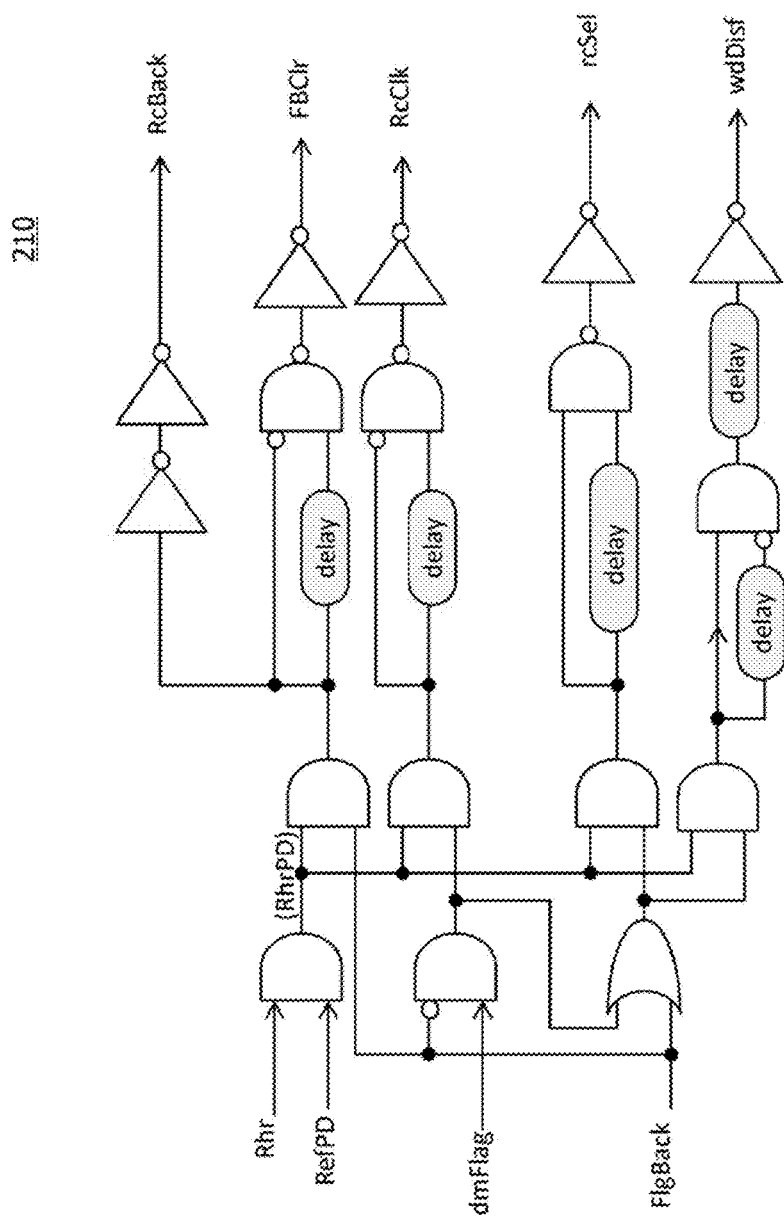 210
Rhr
RefPD
dmFlag
FlgBack
(RhrPD)
delay
delay
delay
delay
delay
RcBack
FBClr
RcClk
rcSel
wdDisf